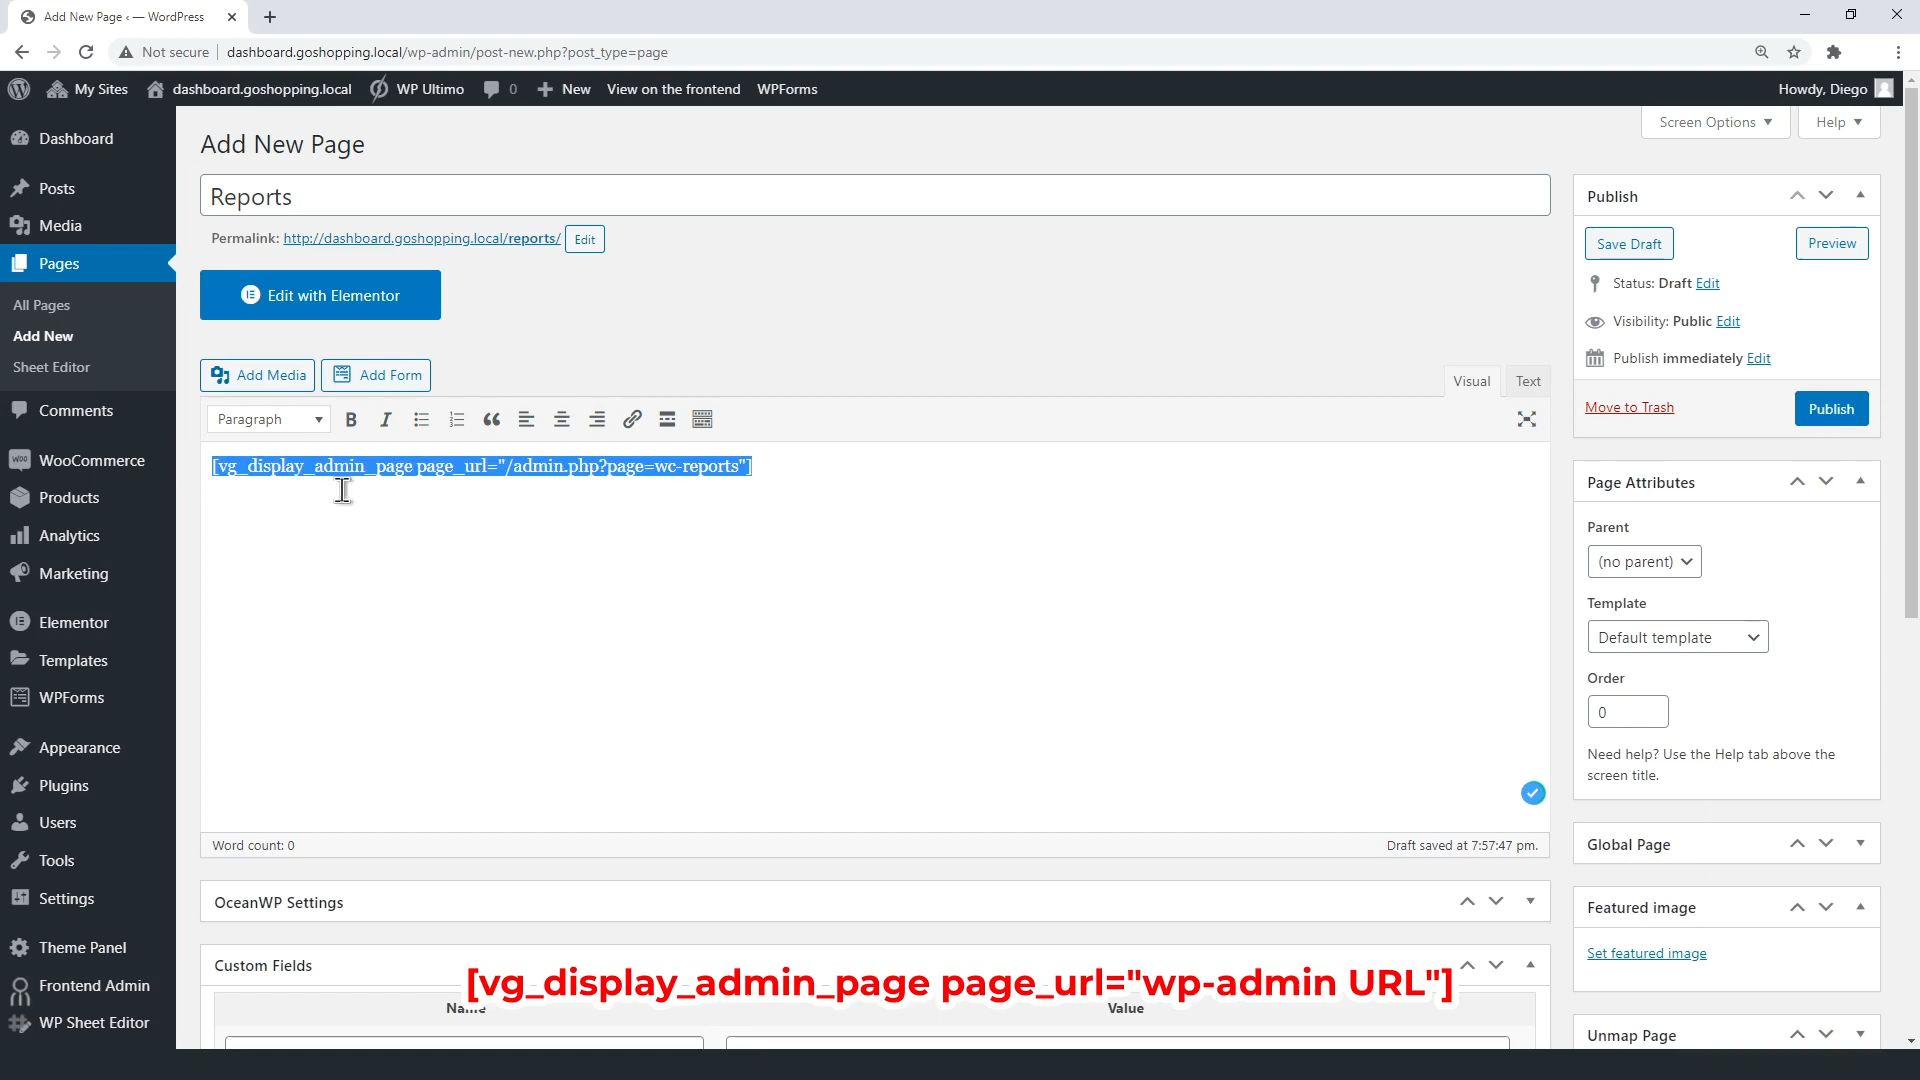 Add New Page ‹ — WordPress
Not secure
dashboard.goshopping.local/wp-admin/post-new.php?post_type=page
My Sites
dashboard.goshopping.local
WP Ultimo
0
New
View on the frontend
WPForms
Howdy, Diego
Dashboard
Posts
Media
Pages
All Pages
Add New
Sheet Editor
Comments
WooCommerce
Products
Analytics
Marketing
Elementor
Templates
WPForms
Appearance
Plugins
Users
Tools
Settings
Theme Panel
Frontend Admin
WP Sheet Editor
Screen Options
Help
Add New Page
Reports
Permalink: http://dashboard.goshopping.local/reports/ Edit
Edit with Elementor
Add Media
Add Form
Visual
Text
Paragraph
[vg_display_admin_page page_url="/admin.php?page=wc-reports"]
Word count: 0
Draft saved at 7:57:47 pm.
OceanWP Settings
Custom Fields
[vg_display_admin_page page_url="wp-admin URL"]
Name
Value
Publish
Save Draft
Preview
Status: Draft Edit
Visibility: Public Edit
Publish immediately Edit
Move to Trash
Publish
Page Attributes
Parent
(no parent)
Template
Default template
Order
0
Need help? Use the Help tab above the
screen title.
Global Page
Featured image
Set featured image
Unmap Page